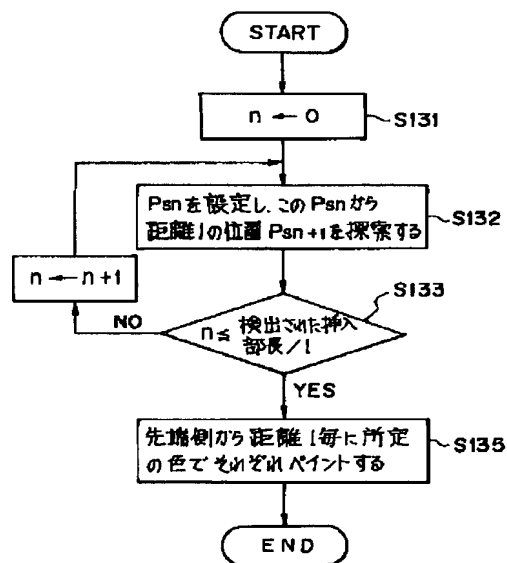 START
n ← 0
S131
Psnを設定し、このPsnから
距離lの位置Psn+1を探索する
S132
n ← n+1
S133
NO
n≦ 検出された挿入
部長/l
YES
先端側から距離l毎に所定
の色でそれぞれペイントする
S135
END